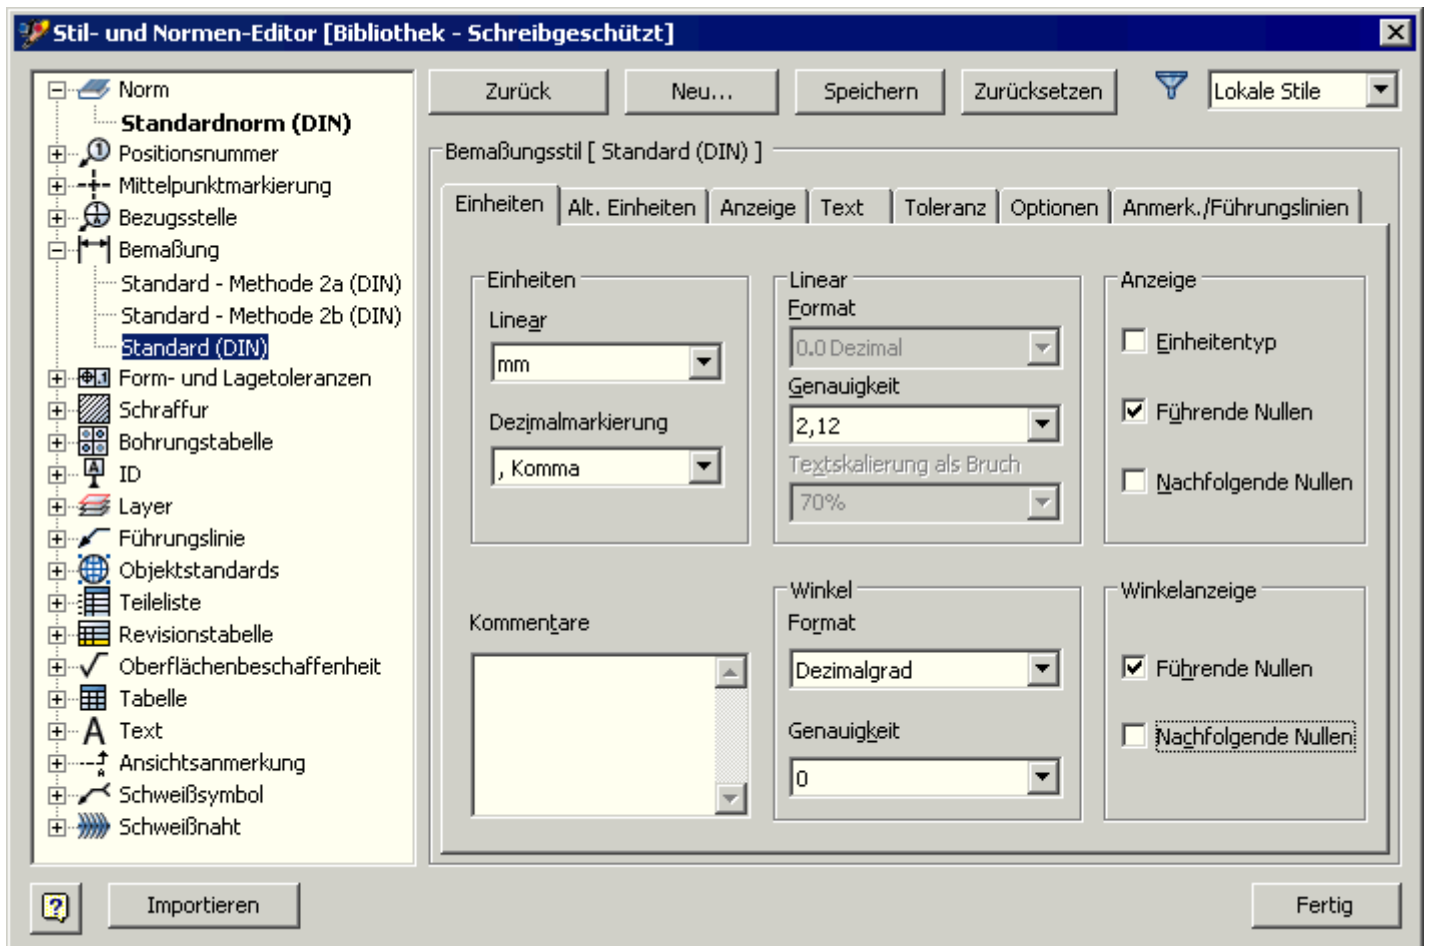 Stil- und Normen-Editor [Bibliothek - Schreibgeschützt]
Norm
Standardnorm (DIN)
Positionsnummer
Mittelpunktmarkierung
Bezugsstelle
Bemaßung
Standard - Methode 2a (DIN)
Standard - Methode 2b (DIN)
Standard (DIN)
Form- und Lagetoleranzen
Schraffur
Bohrungstabelle
ID
Layer
Führungslinie
Objektstandards
Teileliste
Revisionstabelle
Oberflächenbeschaffenheit
Tabelle
Text
Ansichtsanmerkung
Schweißsymbol
Schweißnaht
Zurück Neu... Speichern Zurücksetzen Lokale Stile
Bemaßungsstil [ Standard (DIN) ]
Einheiten Alt. Einheiten Anzeige Text Toleranz Optionen Anmerk./Führungslinien
Einheiten
Linear
mm
Dezimalmarkierung
, Komma
Linear
Format
0.0 Dezimal
Genauigkeit
2,12
Textskalierung als Bruch
70%
Anzeige
Einheitentyp
Führende Nullen
Nachfolgende Nullen
Kommentare
Winkel
Format
Dezimalgrad
Genauigkeit
0
Winkelanzeige
Führende Nullen
Nachfolgende Nullen
Importieren
Fertig